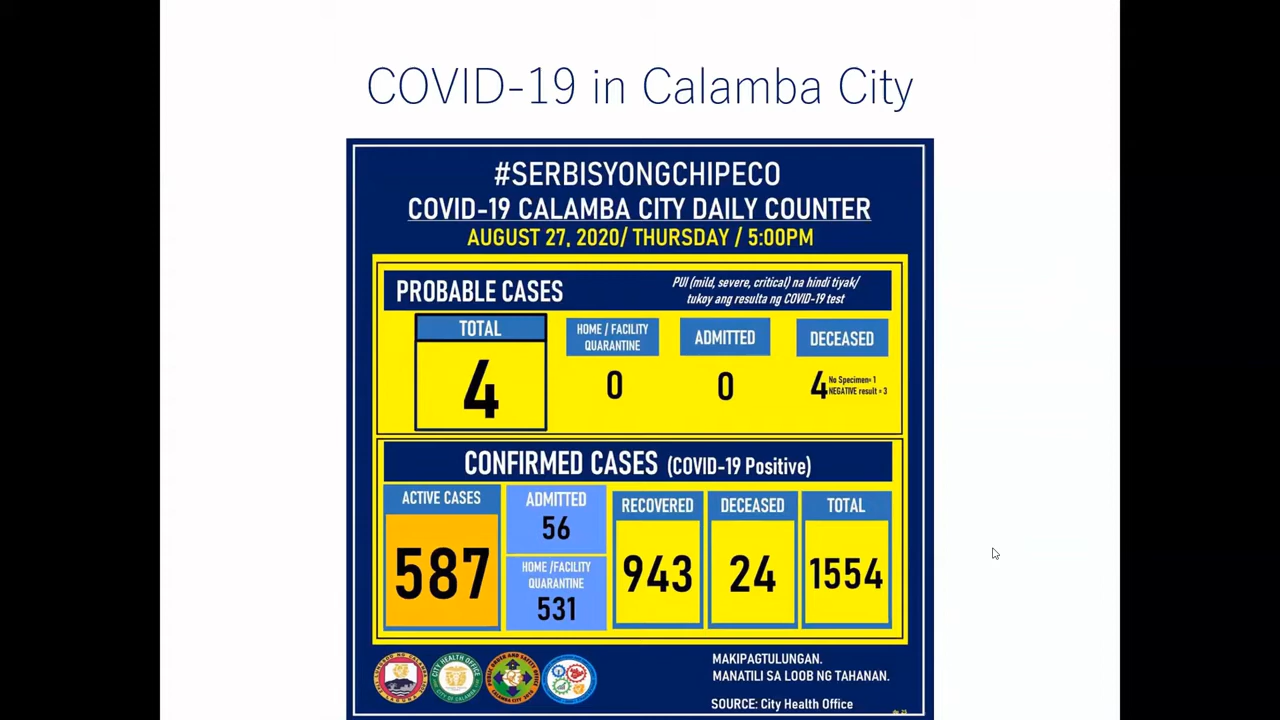 COVID-19 in Calamba City
#SERBISYONGCHIPECO
COVID-19 CALAMBA CITY DAILY COUNTER
AUGUST 27, 2020/ THURSDAY / 5:00PM
PROBABLE CASES
PUI (mild, severe, critical) na hindi tiyak/
tukoy ang resulta ng COVID-19 test
TOTAL
4
HOME / FACILITY
QUARANTINE
0
ADMITTED
0
DECEASED
4
No Specimen= 1
NEGATIVE result = 3
CONFIRMED CASES (COVID-19 Positive)
ACTIVE CASES
587
ADMITTED
56
HOME /FACILITY
QUARANTINE
531
RECOVERED
943
DECEASED
24
TOTAL
1554
MAKIPAGTULUNGAN.
MANATILI SA LOOB NG TAHANAN.
SOURCE: City Health Office